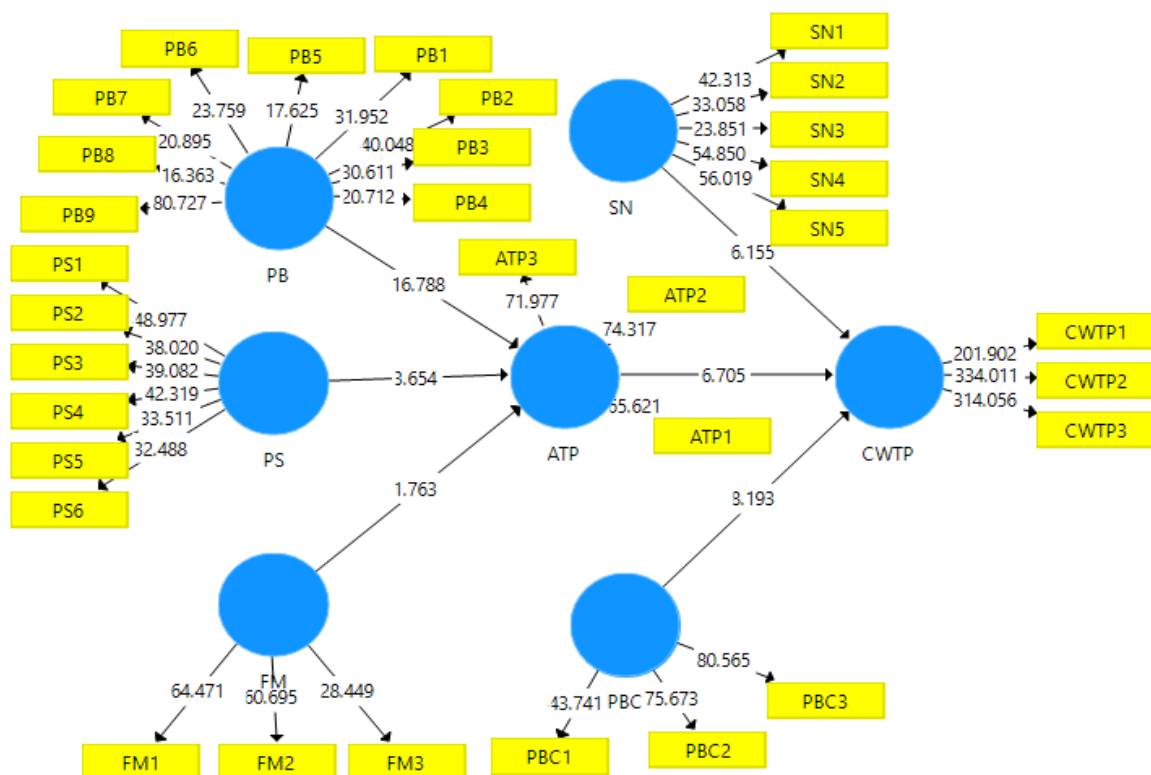 PB6
PB5
PB1
PB7
PB2
PB8
PB3
PB9
PB4
23.759
17.625
31.952
20.895
40.048
16.363
30.611
80.727
20.712
PB
PS1
PS2
PS3
PS4
PS5
PS6
48.977
38.020
39.082
42.319
33.511
32.488
PS
SN1
SN2
SN3
SN4
SN5
42.313
33.058
23.851
54.850
56.019
SN
6.155
16.788
ATP3
71.977
ATP2
74.317
3.654
6.705
ATP1
ATP
CWTP1
CWTP2
CWTP3
201.902
334.011
314.056
CWTP
1.763
8.193
FM
64.471
28.449
FM1
FM2
FM3
80.565
43.741
PBC
75.673
PBC3
PBC1
PBC2